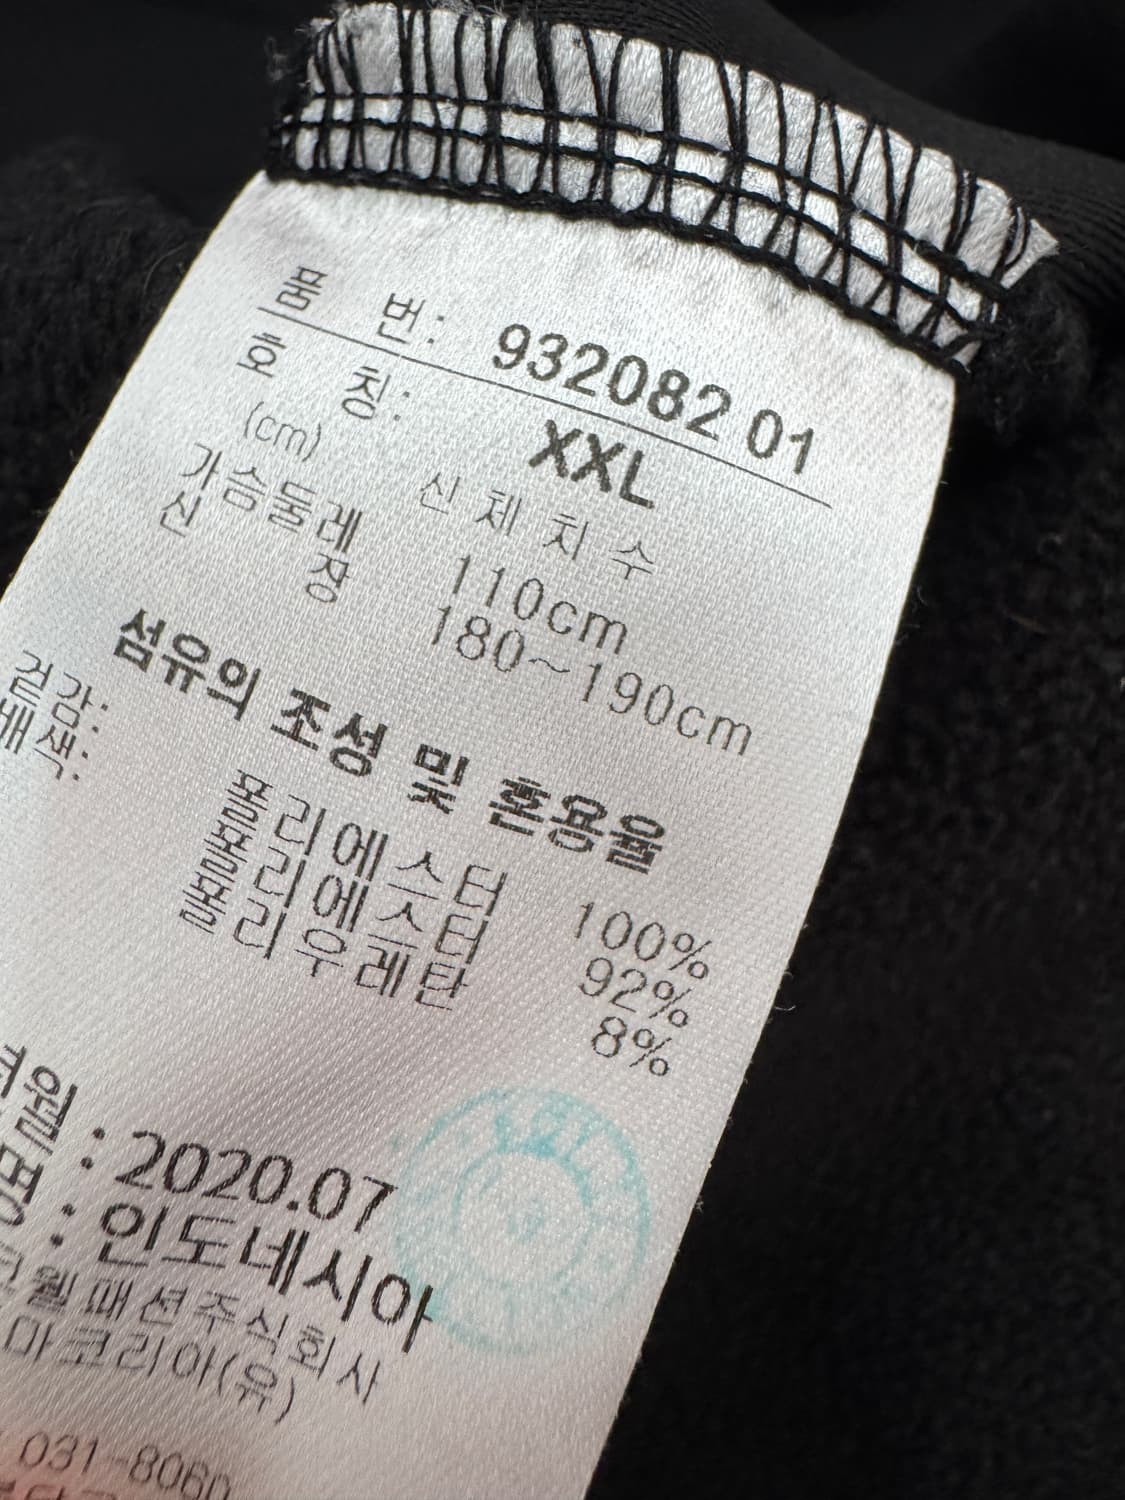 품 번: 932082 01
호 칭: XXL
(cm) 신체치수
가슴둘레 110cm
신 장 180~190cm
섬유의 조성 및 혼용율
겉감: 폴리에스터 100%
배색: 폴리에스터 92%
폴리우레탄 8%
: 2020.07
: 인도네시아
패션주식회사
마코리아(유)
031-8060